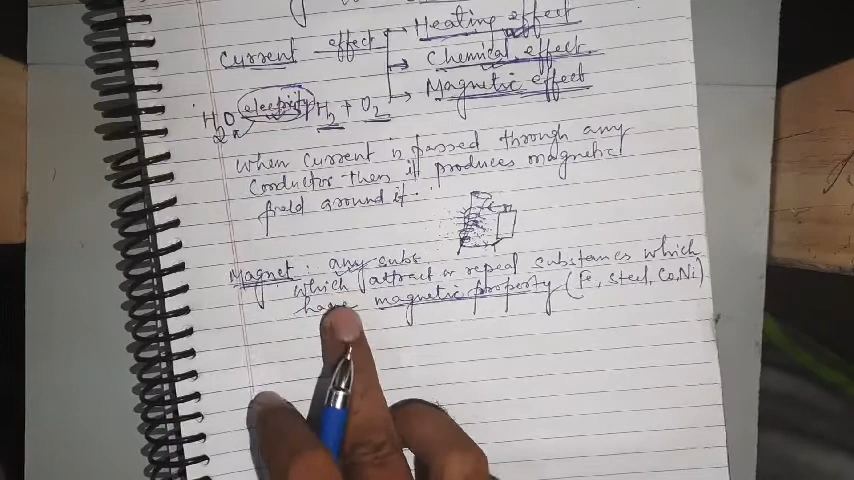 Heating effect
Current effect
Chemical effect.
Magnetic effect
H2O electricity H2 + O2
When current is passed through any
conductor then it produces magnetic
field around it.
Magnet: any subs
which attract or repeal substances which
have magnetic property (Fe, Steel, Co, Ni)